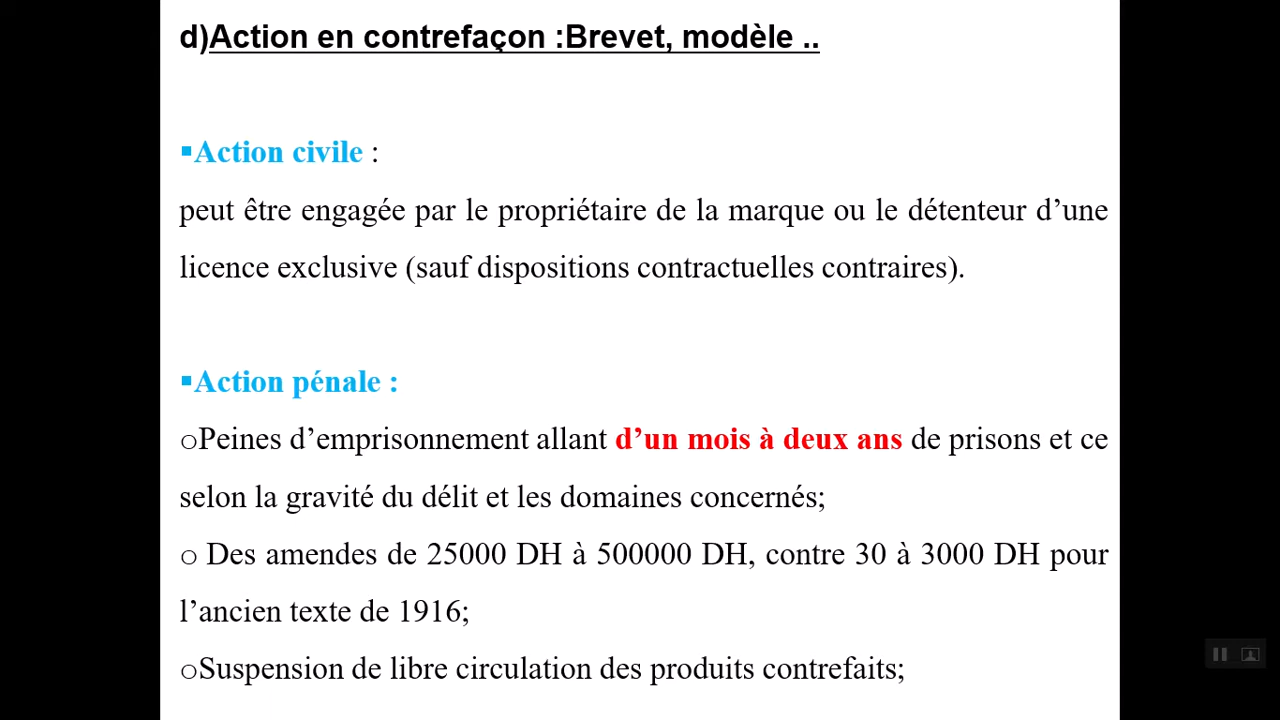 d)Action en contrefaçon :Brevet, modèle ..
▪Action civile :
peut être engagée par le propriétaire de la marque ou le détenteur d’une
licence exclusive (sauf dispositions contractuelles contraires).
▪Action pénale :
oPeines d’emprisonnement allant d’un mois à deux ans de prisons et ce
selon la gravité du délit et les domaines concernés;
o Des amendes de 25000 DH à 500000 DH, contre 30 à 3000 DH pour
l’ancien texte de 1916;
oSuspension de libre circulation des produits contrefaits;